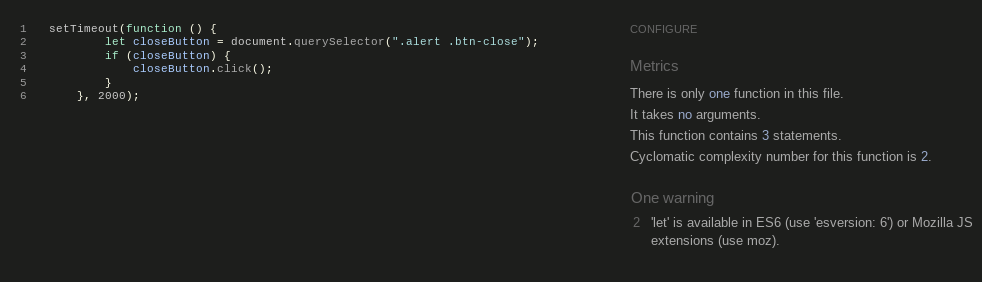 1 setTimeout(function () {
2 let closeButton = document.querySelector(".alert .btn-close");
3 if (closeButton) {
4 closeButton.click();
5 }
6 }, 2000);
CONFIGURE
Metrics
There is only one function in this file.
It takes no arguments.
This function contains 3 statements.
Cyclomatic complexity number for this function is 2.
One warning
2 'let' is available in ES6 (use 'esversion: 6') or Mozilla JS
extensions (use moz).